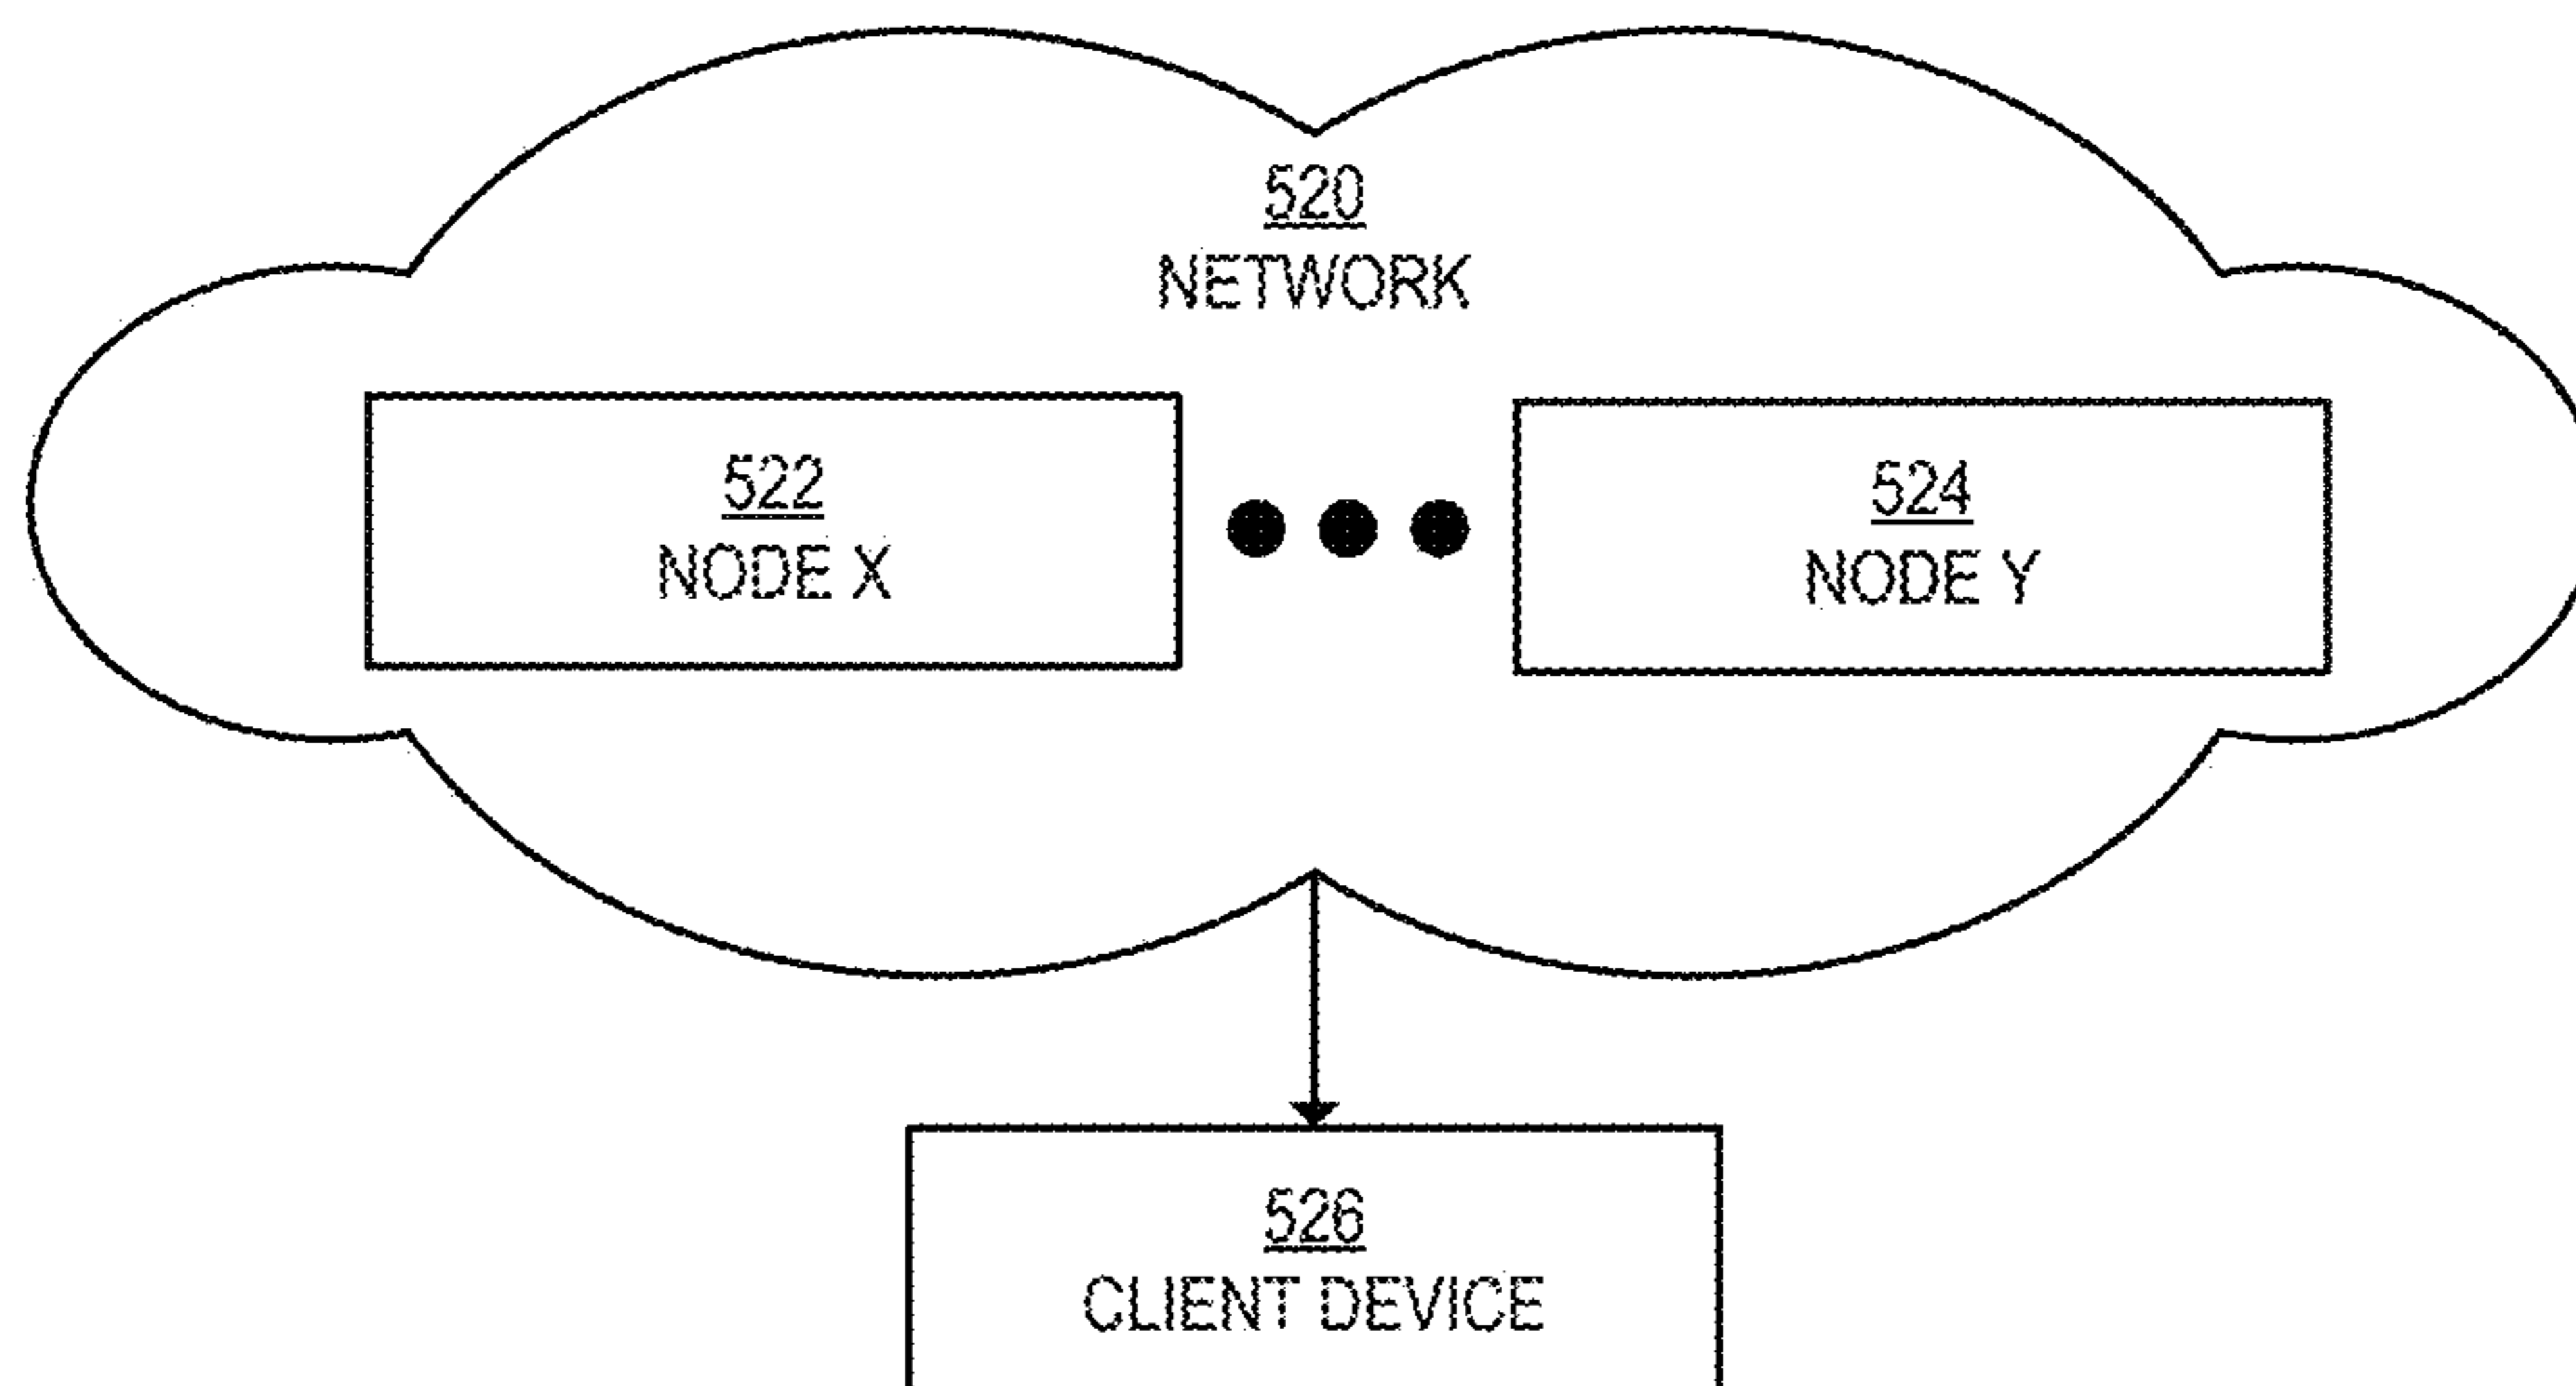 520
NETWORK
522
NODE X
524
NODE Y
526
CLIENT DEVICE